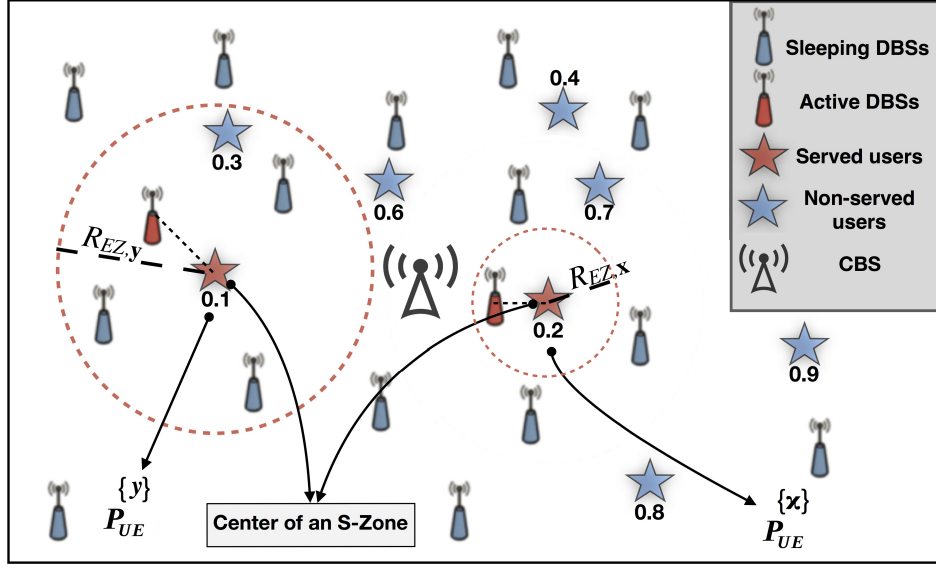 0.3
0.6
0.4
0.7
Sleeping DBSs
Active DBSs
Served users
Non-served
users
CBS
R_{EZ,y}
0.1
R_{EZ,x}
0.2
0.9
0.8
{y}
P_{UE}
Center of an S-Zone
{x}
P_{UE}